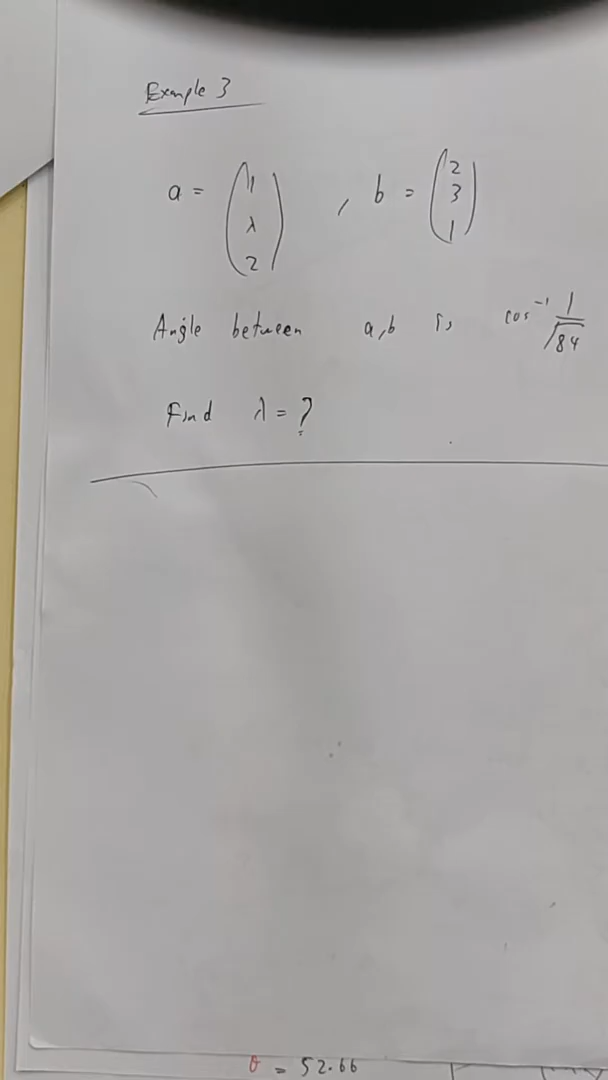 Example 3
a = (1 λ 2) , b = (2 3 1)
Angle between a,b is cos⁻¹ 1/√84
Find λ = ?
θ = 52.66